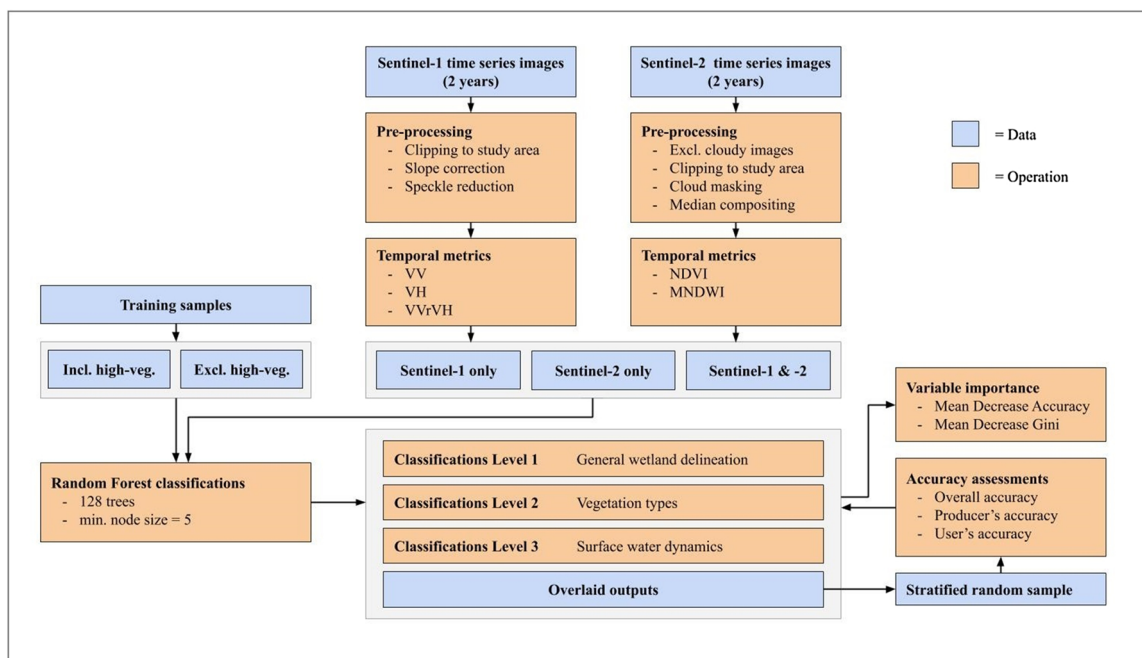 Sentinel-1 time series images
(2 years)
Sentinel-2  time series images
(2 years)
Pre-processing
- Clipping to study area
- Slope correction
- Speckle reduction
Pre-processing
- Excl. cloudy images
- Clipping to study area
- Cloud masking
- Median compositing
= Data
= Operation
Temporal metrics
- VV
- VH
- VVrVH
Temporal metrics
- NDVI
- MNDWI
Training samples
Incl. high-veg.
Excl. high-veg.
Sentinel-1 only
Sentinel-2 only
Sentinel-1 & -2
Variable importance
- Mean Decrease Accuracy
- Mean Decrease Gini
Random Forest classifications
- 128 trees
- min. node size = 5
Classifications Level 1 General wetland delineation
Classifications Level 2 Vegetation types
Classifications Level 3 Surface water dynamics
Overlaid outputs
Accuracy assessments
- Overall accuracy
- Producer’s accuracy
- User’s accuracy
Stratified random sample